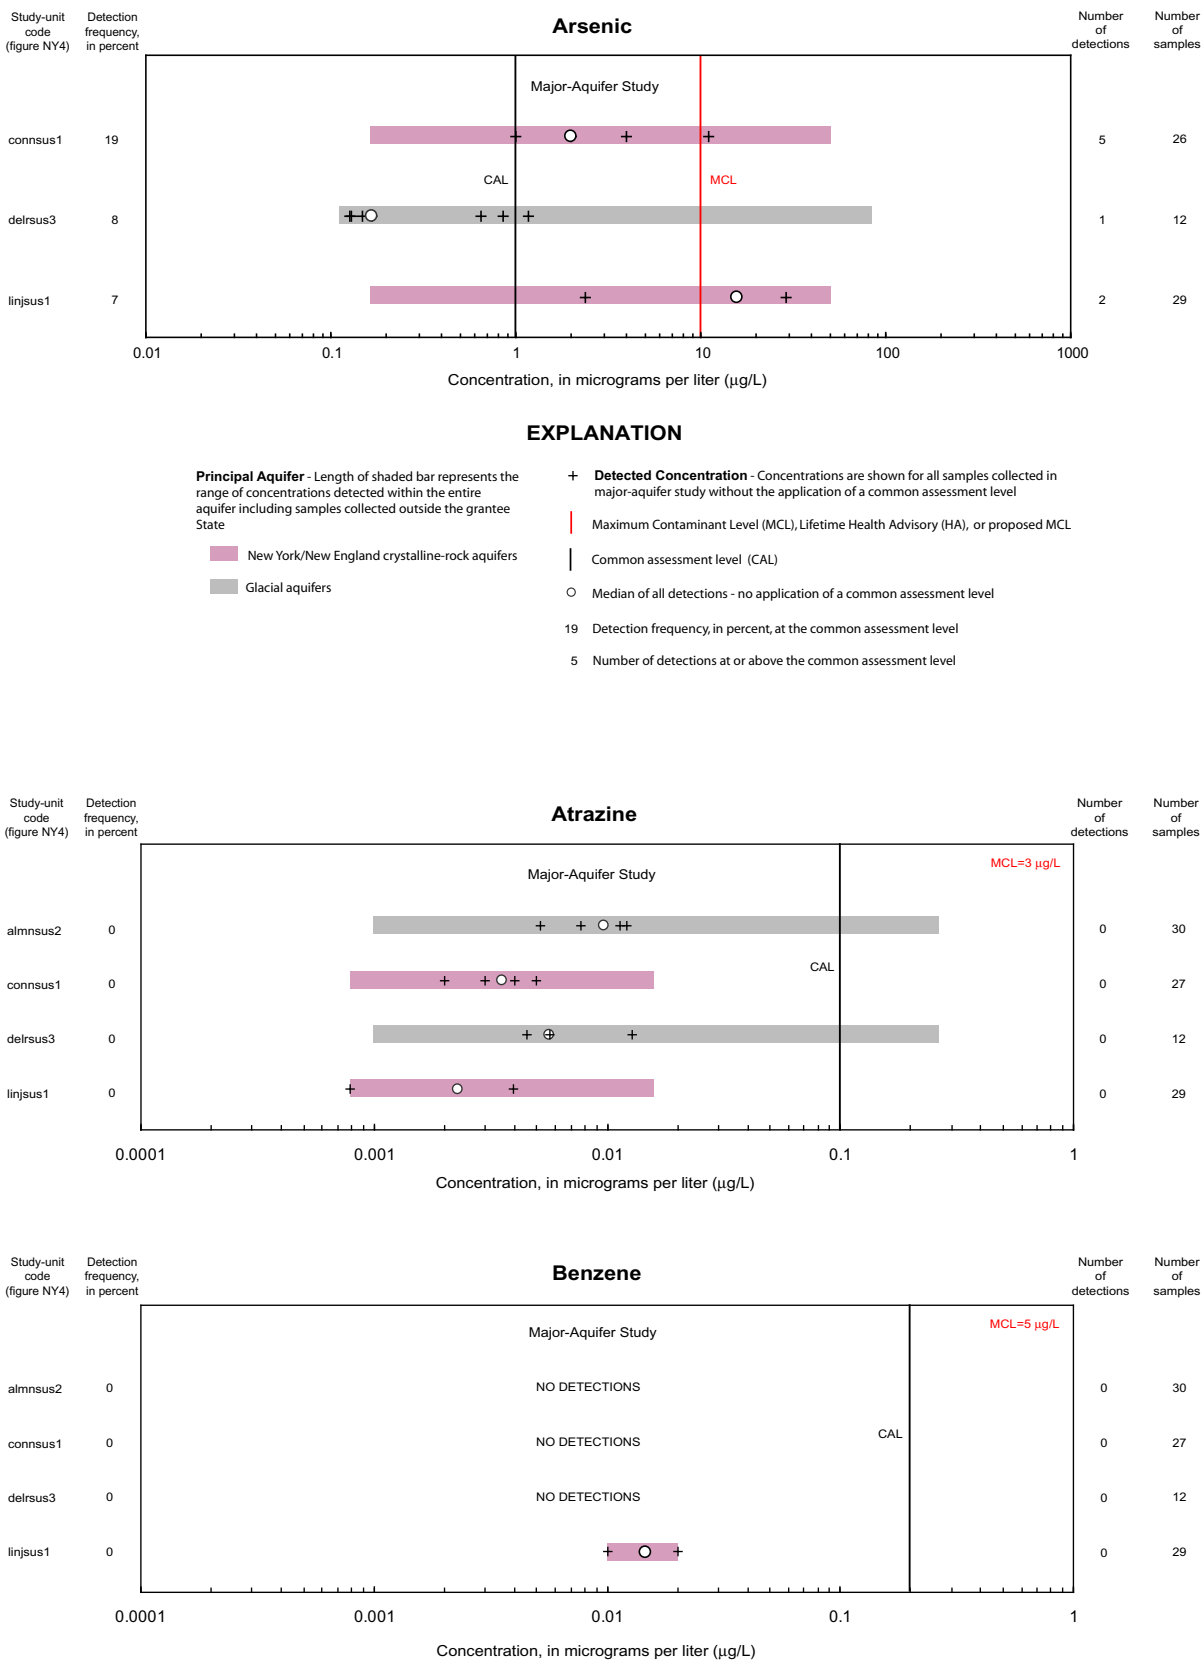 Arsenic
Study-unit
code
(figure NY4)
Detection
frequency,
in percent
Number
of
detections
Number
of
samples
Major-Aquifer Study
connsus1 19 5 26
CAL MCL
delrsus3 8 1 12
linjsus1 7 2 29
0.01 0.1 1 10 100 1000
Concentration, in micrograms per liter (µg/L)
EXPLANATION
Principal Aquifer - Length of shaded bar represents the
range of concentrations detected within the entire
aquifer including samples collected outside the grantee
State
New York/New England crystalline-rock aquifers
Glacial aquifers
+ Detected Concentration - Concentrations are shown for all samples collected in
major-aquifer study without the application of a common assessment level
Maximum Contaminant Level (MCL), Lifetime Health Advisory (HA), or proposed MCL
Common assessment level (CAL)
Median of all detections - no application of a common assessment level
19 Detection frequency, in percent, at the common assessment level
5 Number of detections at or above the common assessment level
Atrazine
Study-unit
code
(figure NY4)
Detection
frequency,
in percent
Number
of
detections
Number
of
samples
MCL=3 µg/L
Major-Aquifer Study
almnsus2 0 0 30
CAL
connsus1 0 0 27
delrsus3 0 0 12
linjsus1 0 0 29
0.0001 0.001 0.01 0.1 1
Concentration, in micrograms per liter (µg/L)
Benzene
Study-unit
code
(figure NY4)
Detection
frequency,
in percent
Number
of
detections
Number
of
samples
MCL=5 µg/L
Major-Aquifer Study
almnsus2 0 NO DETECTIONS 0 30
CAL
connsus1 0 NO DETECTIONS 0 27
delrsus3 0 NO DETECTIONS 0 12
linjsus1 0 0 29
0.0001 0.001 0.01 0.1 1
Concentration, in micrograms per liter (µg/L)